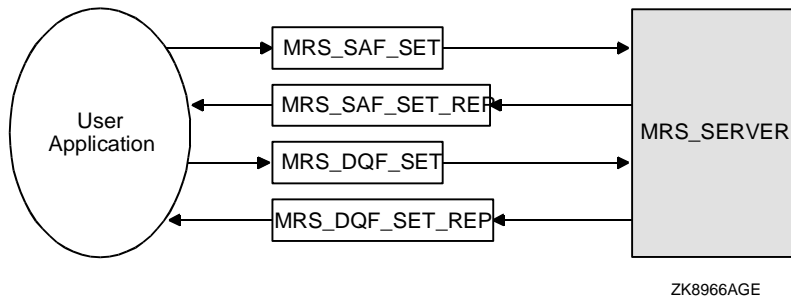 MRS_SAF_SET
MRS_SAF_SET_REP
User
Application
MRS_SERVER
MRS_DQF_SET
MRS_DQF_SET_REP
ZK8966AGE